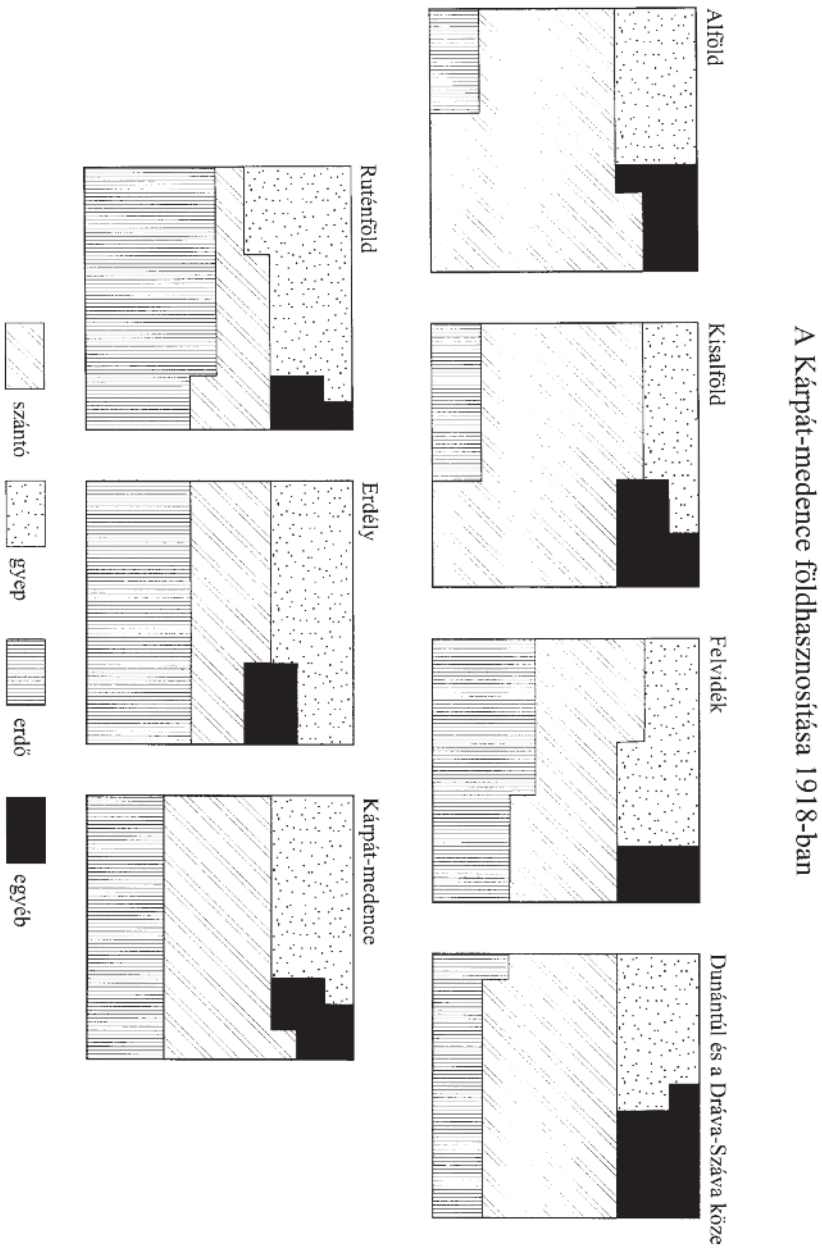 A Kárpát-medence földhasznosítása 1918-ban
Alföld
Kisalföld
Felvidék
Dunántúl és a Dráva-Száva köze
Ruténföld
Erdély
Kárpát-medence
szántó
gyep
erdő
egyéb